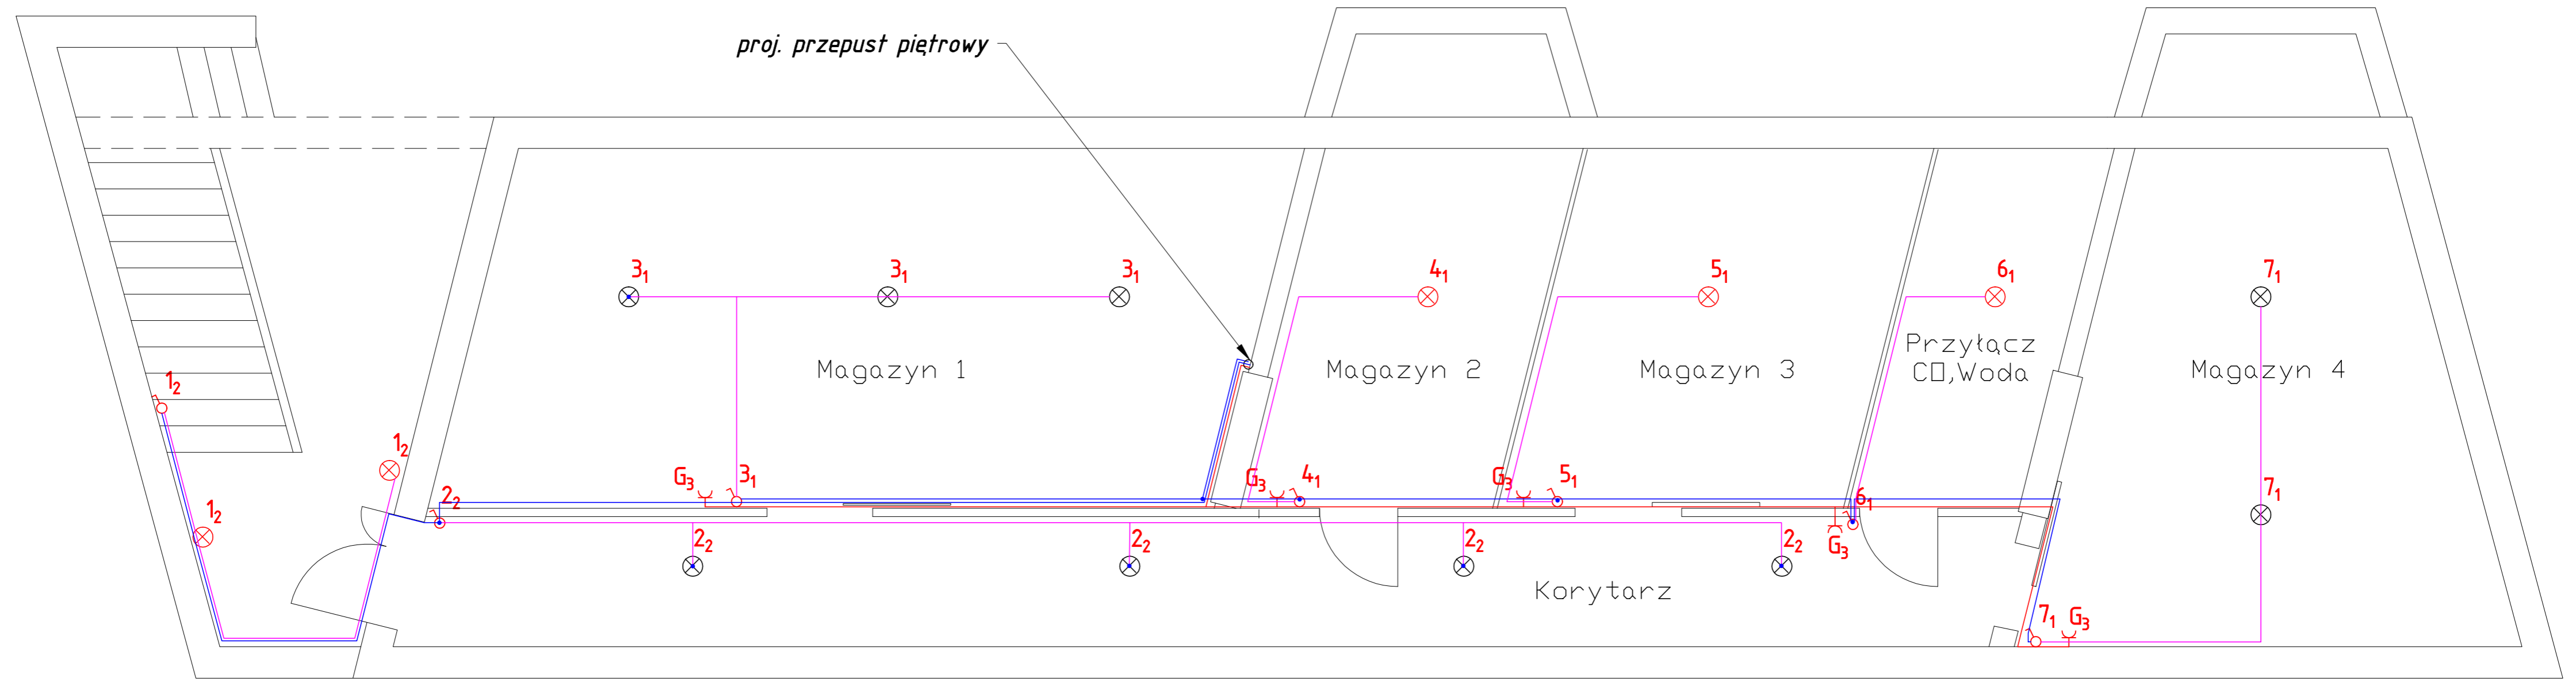 proj. przepust piętrowy
3₁
3₁
3₁
4₁
5₁
6₁
7₁
Magazyn 1
Magazyn 2
Magazyn 3
Przyłącz
CO,Woda
Magazyn 4
1₂
1₂
1₂
2₂
G₃
3₁
G₃
4₁
G₃
5₁
6₁
G₃
7₁
2₂
2₂
2₂
2₂
Korytarz
7₁
G₃